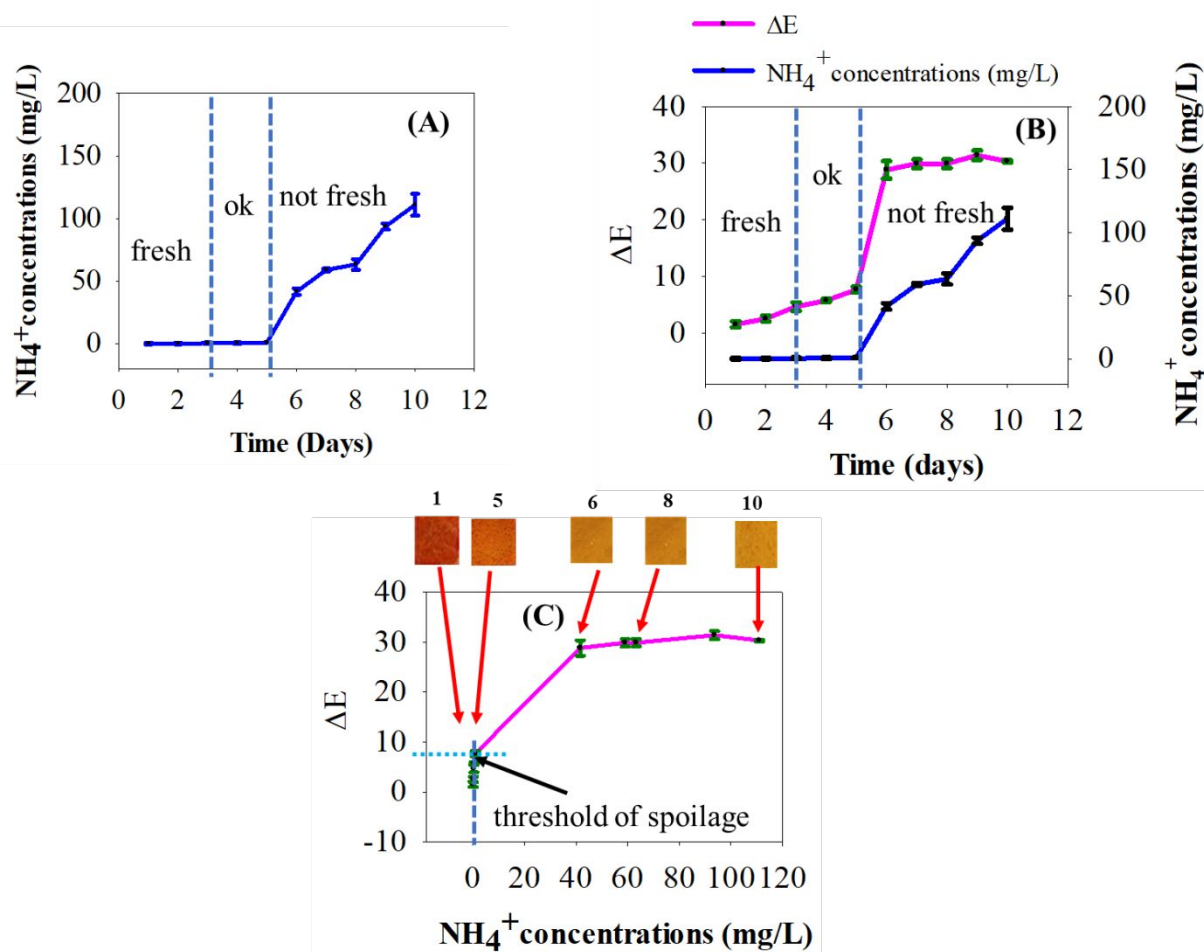 NH4⁺concentrations (mg/L)
200
150
100
50
0
(A)
fresh
ok
not fresh
0 2 4 6 8 10 12
Time (Days)
ΔE
NH₄⁺concentrations (mg/L)
ΔE
40
30
20
10
0
(B)
fresh
ok
not fresh
200
150
100
50
0
NH₄⁺ concentrations (mg/L)
0 2 4 6 8 10 12
Time (days)
1 5 6 8 10
ΔE
40
30
20
10
0
-10
(C)
threshold of spoilage
0 20 40 60 80 100 120
NH₄⁺concentrations (mg/L)